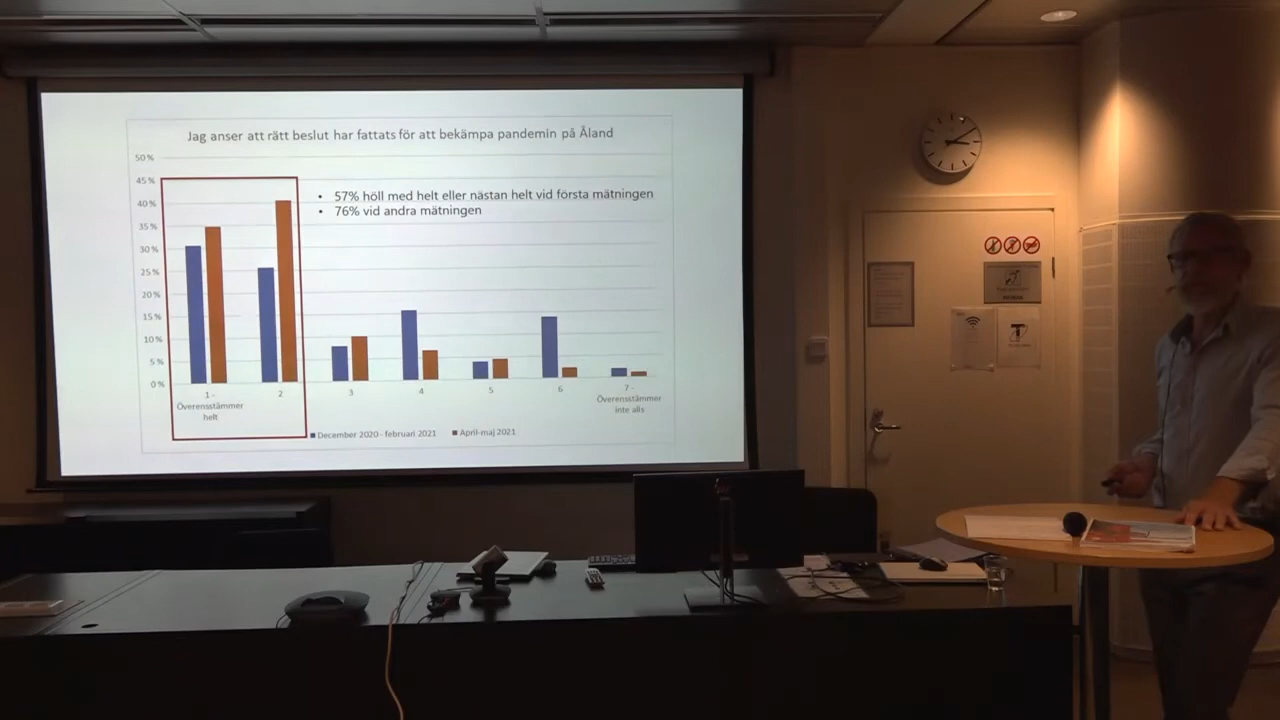 Jag anser att rätt beslut har fattats för att bekämpa pandemin på Åland
50%
45%
40%
35%
30%
25%
20%
15%
10%
5%
0%
• 57% höll med helt eller nästan helt vid första mätningen
• 76% vid andra mätningen
1 -
Överensstämmer
helt
2
3
4
5
6
7 -
Överensstämmer
inte alls
December 2020 - februari 2021
April-maj 2021
T